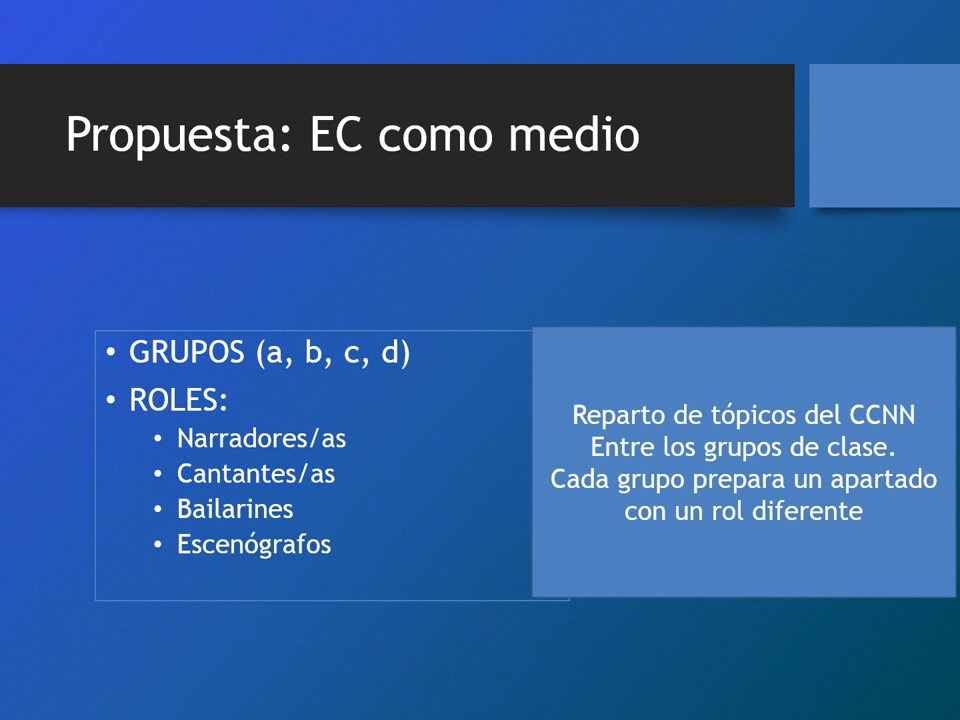 Propuesta: EC como medio
• GRUPOS (a, b, c, d)
• ROLES:
• Narradores/as
• Cantantes/as
• Bailarines
• Escenógrafos
Reparto de tópicos del CCNN
Entre los grupos de clase.
Cada grupo prepara un apartado
con un rol diferente